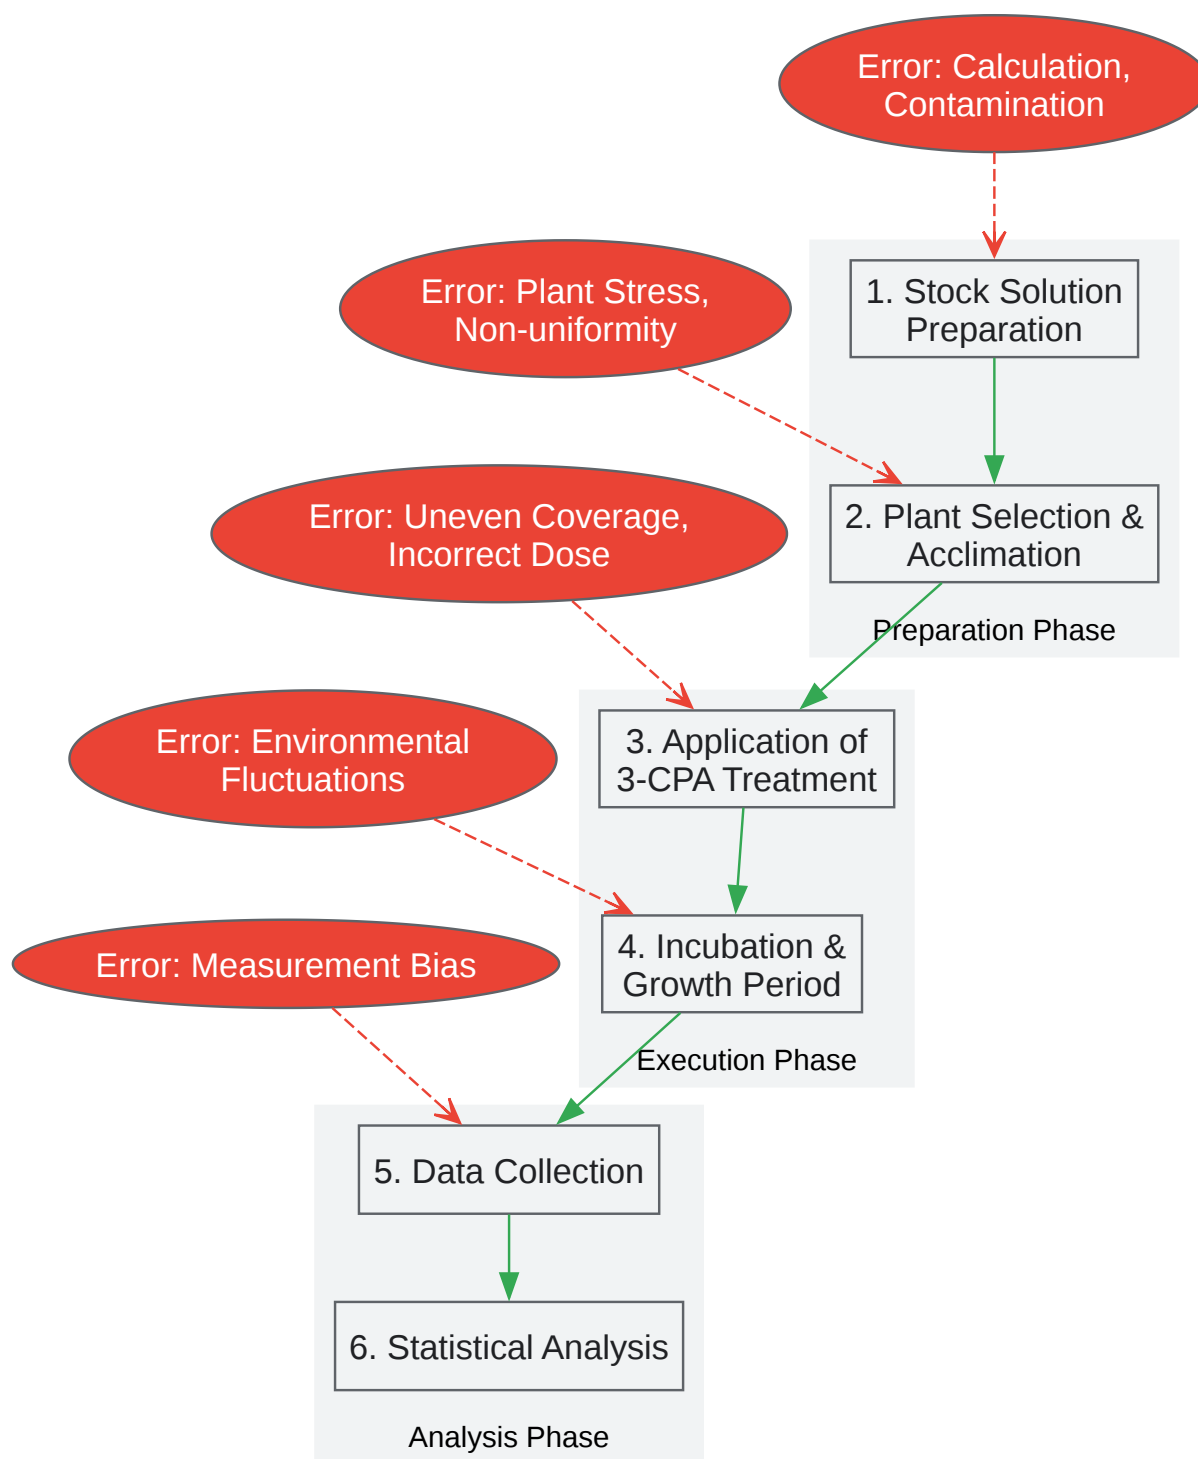 Error: Calculation,
Contamination
Error: Plant Stress,
Non-uniformity
1. Stock Solution
Preparation
Error: Uneven Coverage,
Incorrect Dose
2. Plant Selection &
Acclimation
Preparation Phase
Error: Environmental
Fluctuations
3. Application of
3-CPA Treatment
Error: Measurement Bias
4. Incubation &
Growth Period
Execution Phase
5. Data Collection
6. Statistical Analysis
Analysis Phase